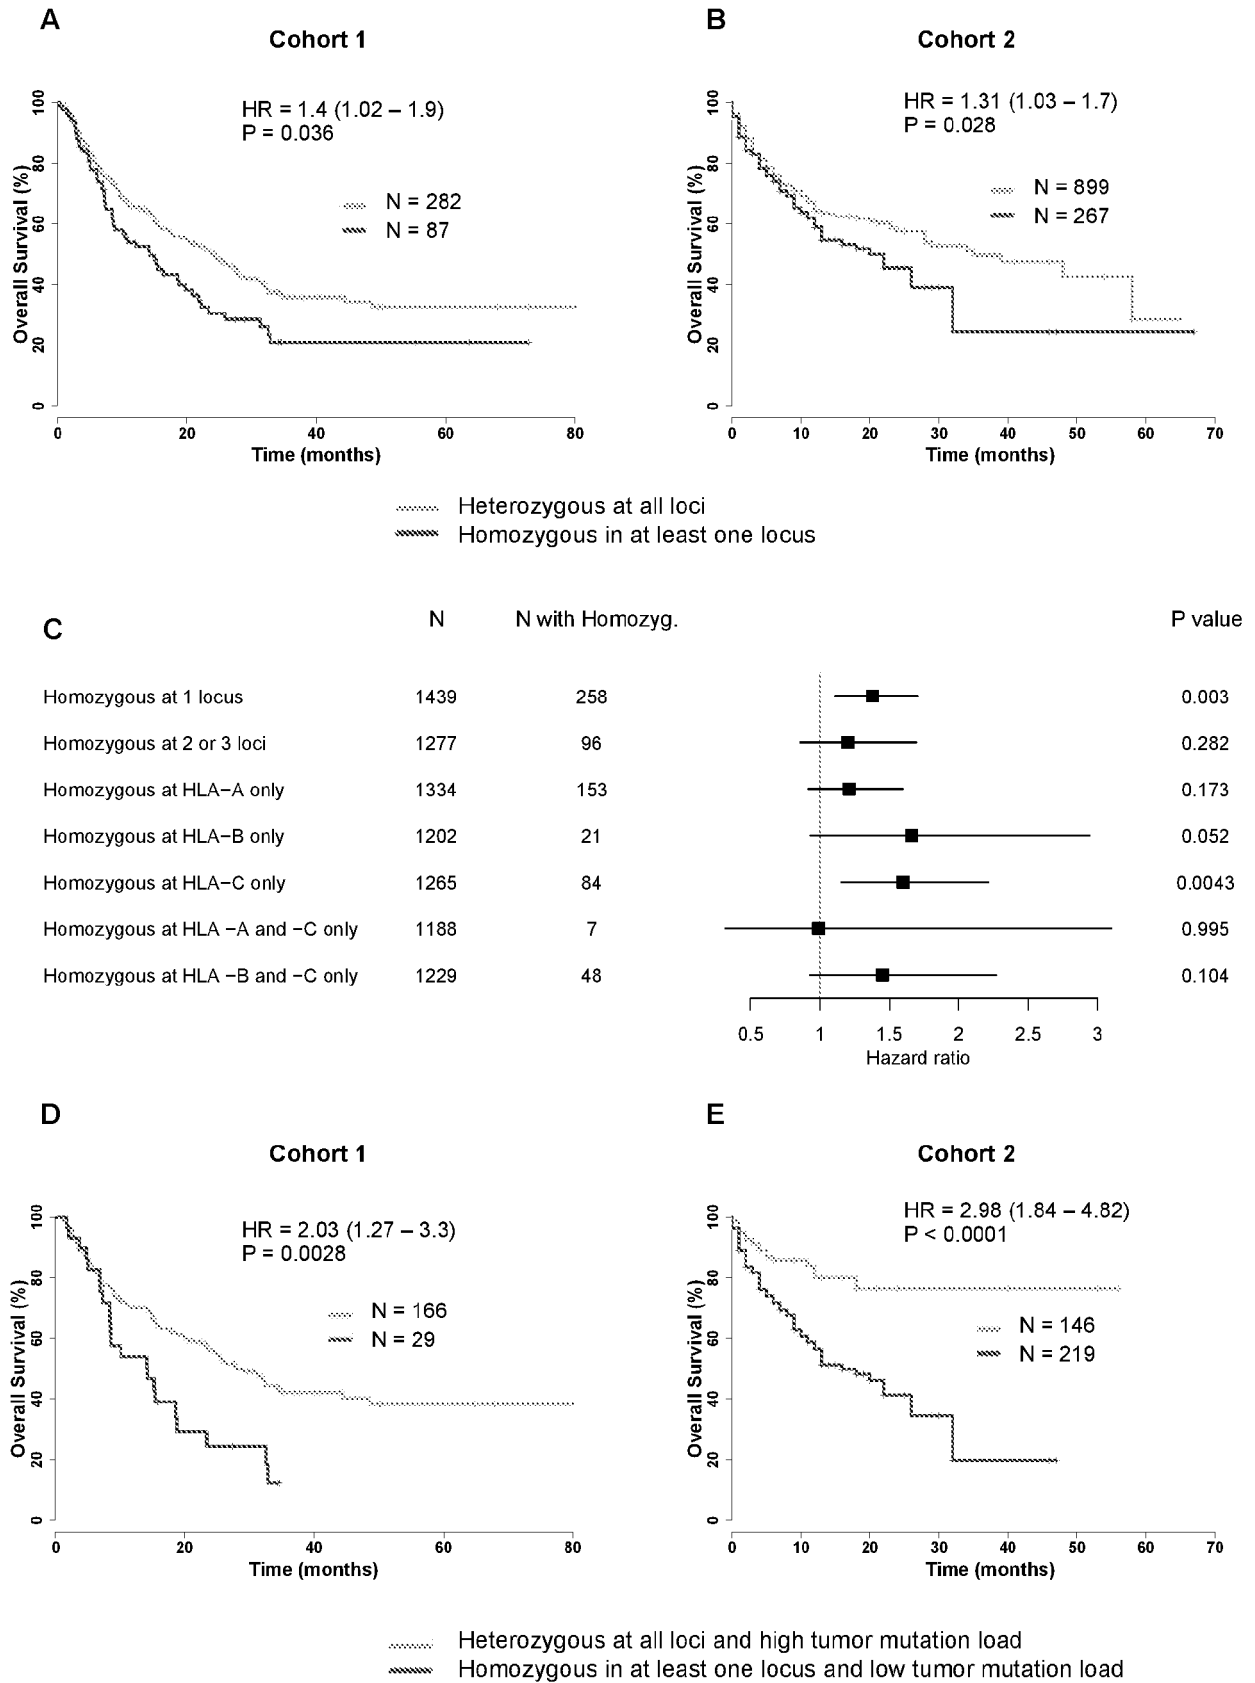 A
Cohort 1
HR = 1.4 (1.02 – 1.9)
P = 0.036
N = 282
N = 87
Overall Survival (%)
100
80
60
40
20
0
0 20 40 60 80
Time (months)
B
Cohort 2
HR = 1.31 (1.03 – 1.7)
P = 0.028
N = 899
N = 267
Overall Survival (%)
100
80
60
40
20
0
0 10 20 30 40 50 60 70
Time (months)
Heterozygous at all loci
Homozygous in at least one locus
C
N N with Homozyg. P value
Homozygous at 1 locus 1439 258 0.003
Homozygous at 2 or 3 loci 1277 96 0.282
Homozygous at HLA−A only 1334 153 0.173
Homozygous at HLA−B only 1202 21 0.052
Homozygous at HLA−C only 1265 84 0.0043
Homozygous at HLA −A and −C only 1188 7 0.995
Homozygous at HLA −B and −C only 1229 48 0.104
0.5 1 1.5 2 2.5 3
Hazard ratio
D
Cohort 1
HR = 2.03 (1.27 – 3.3)
P = 0.0028
N = 166
N = 29
Overall Survival (%)
100
80
60
40
20
0
0 20 40 60 80
Time (months)
E
Cohort 2
HR = 2.98 (1.84 – 4.82)
P < 0.0001
N = 146
N = 219
Overall Survival (%)
100
80
60
40
20
0
0 10 20 30 40 50 60 70
Time (months)
Heterozygous at all loci and high tumor mutation load
Homozygous in at least one locus and low tumor mutation load